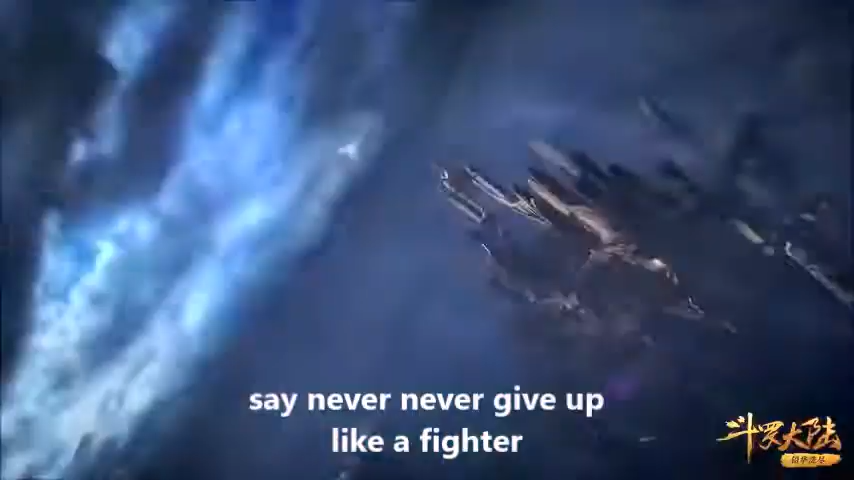 say never never give up
like a fighter
斗罗大陆